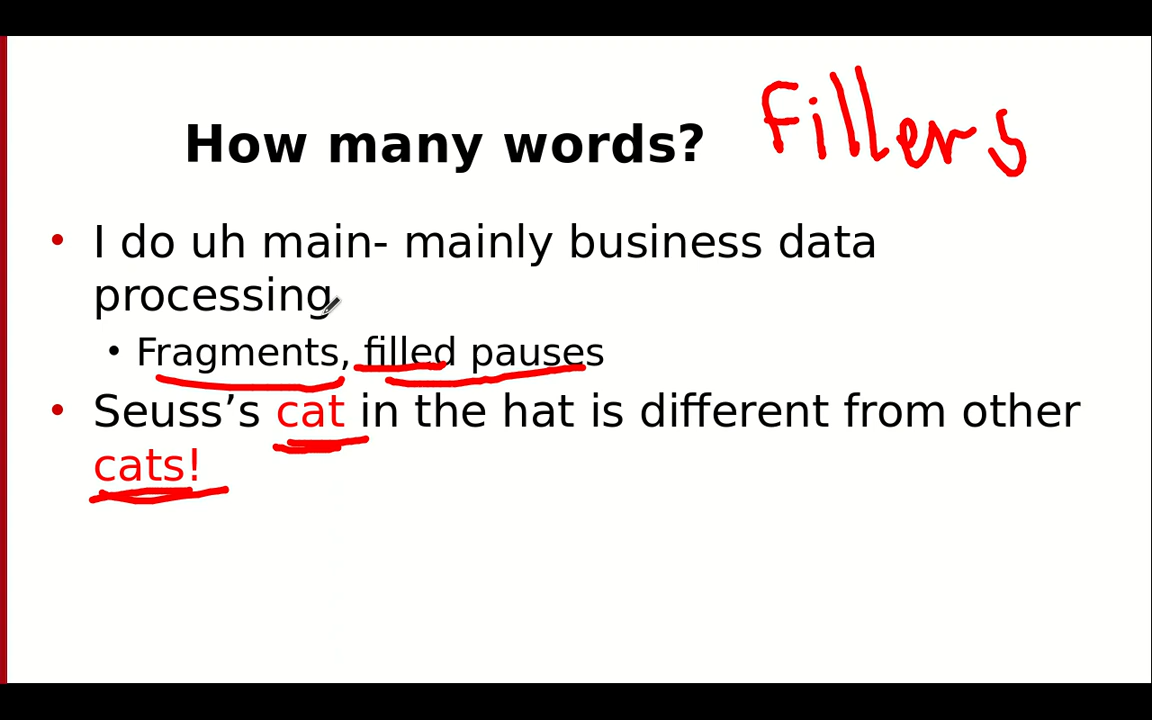 How many words? Fillers
• I do uh main- mainly business data
processing
• Fragments, filled pauses
• Seuss’s cat in the hat is different from other
cats!